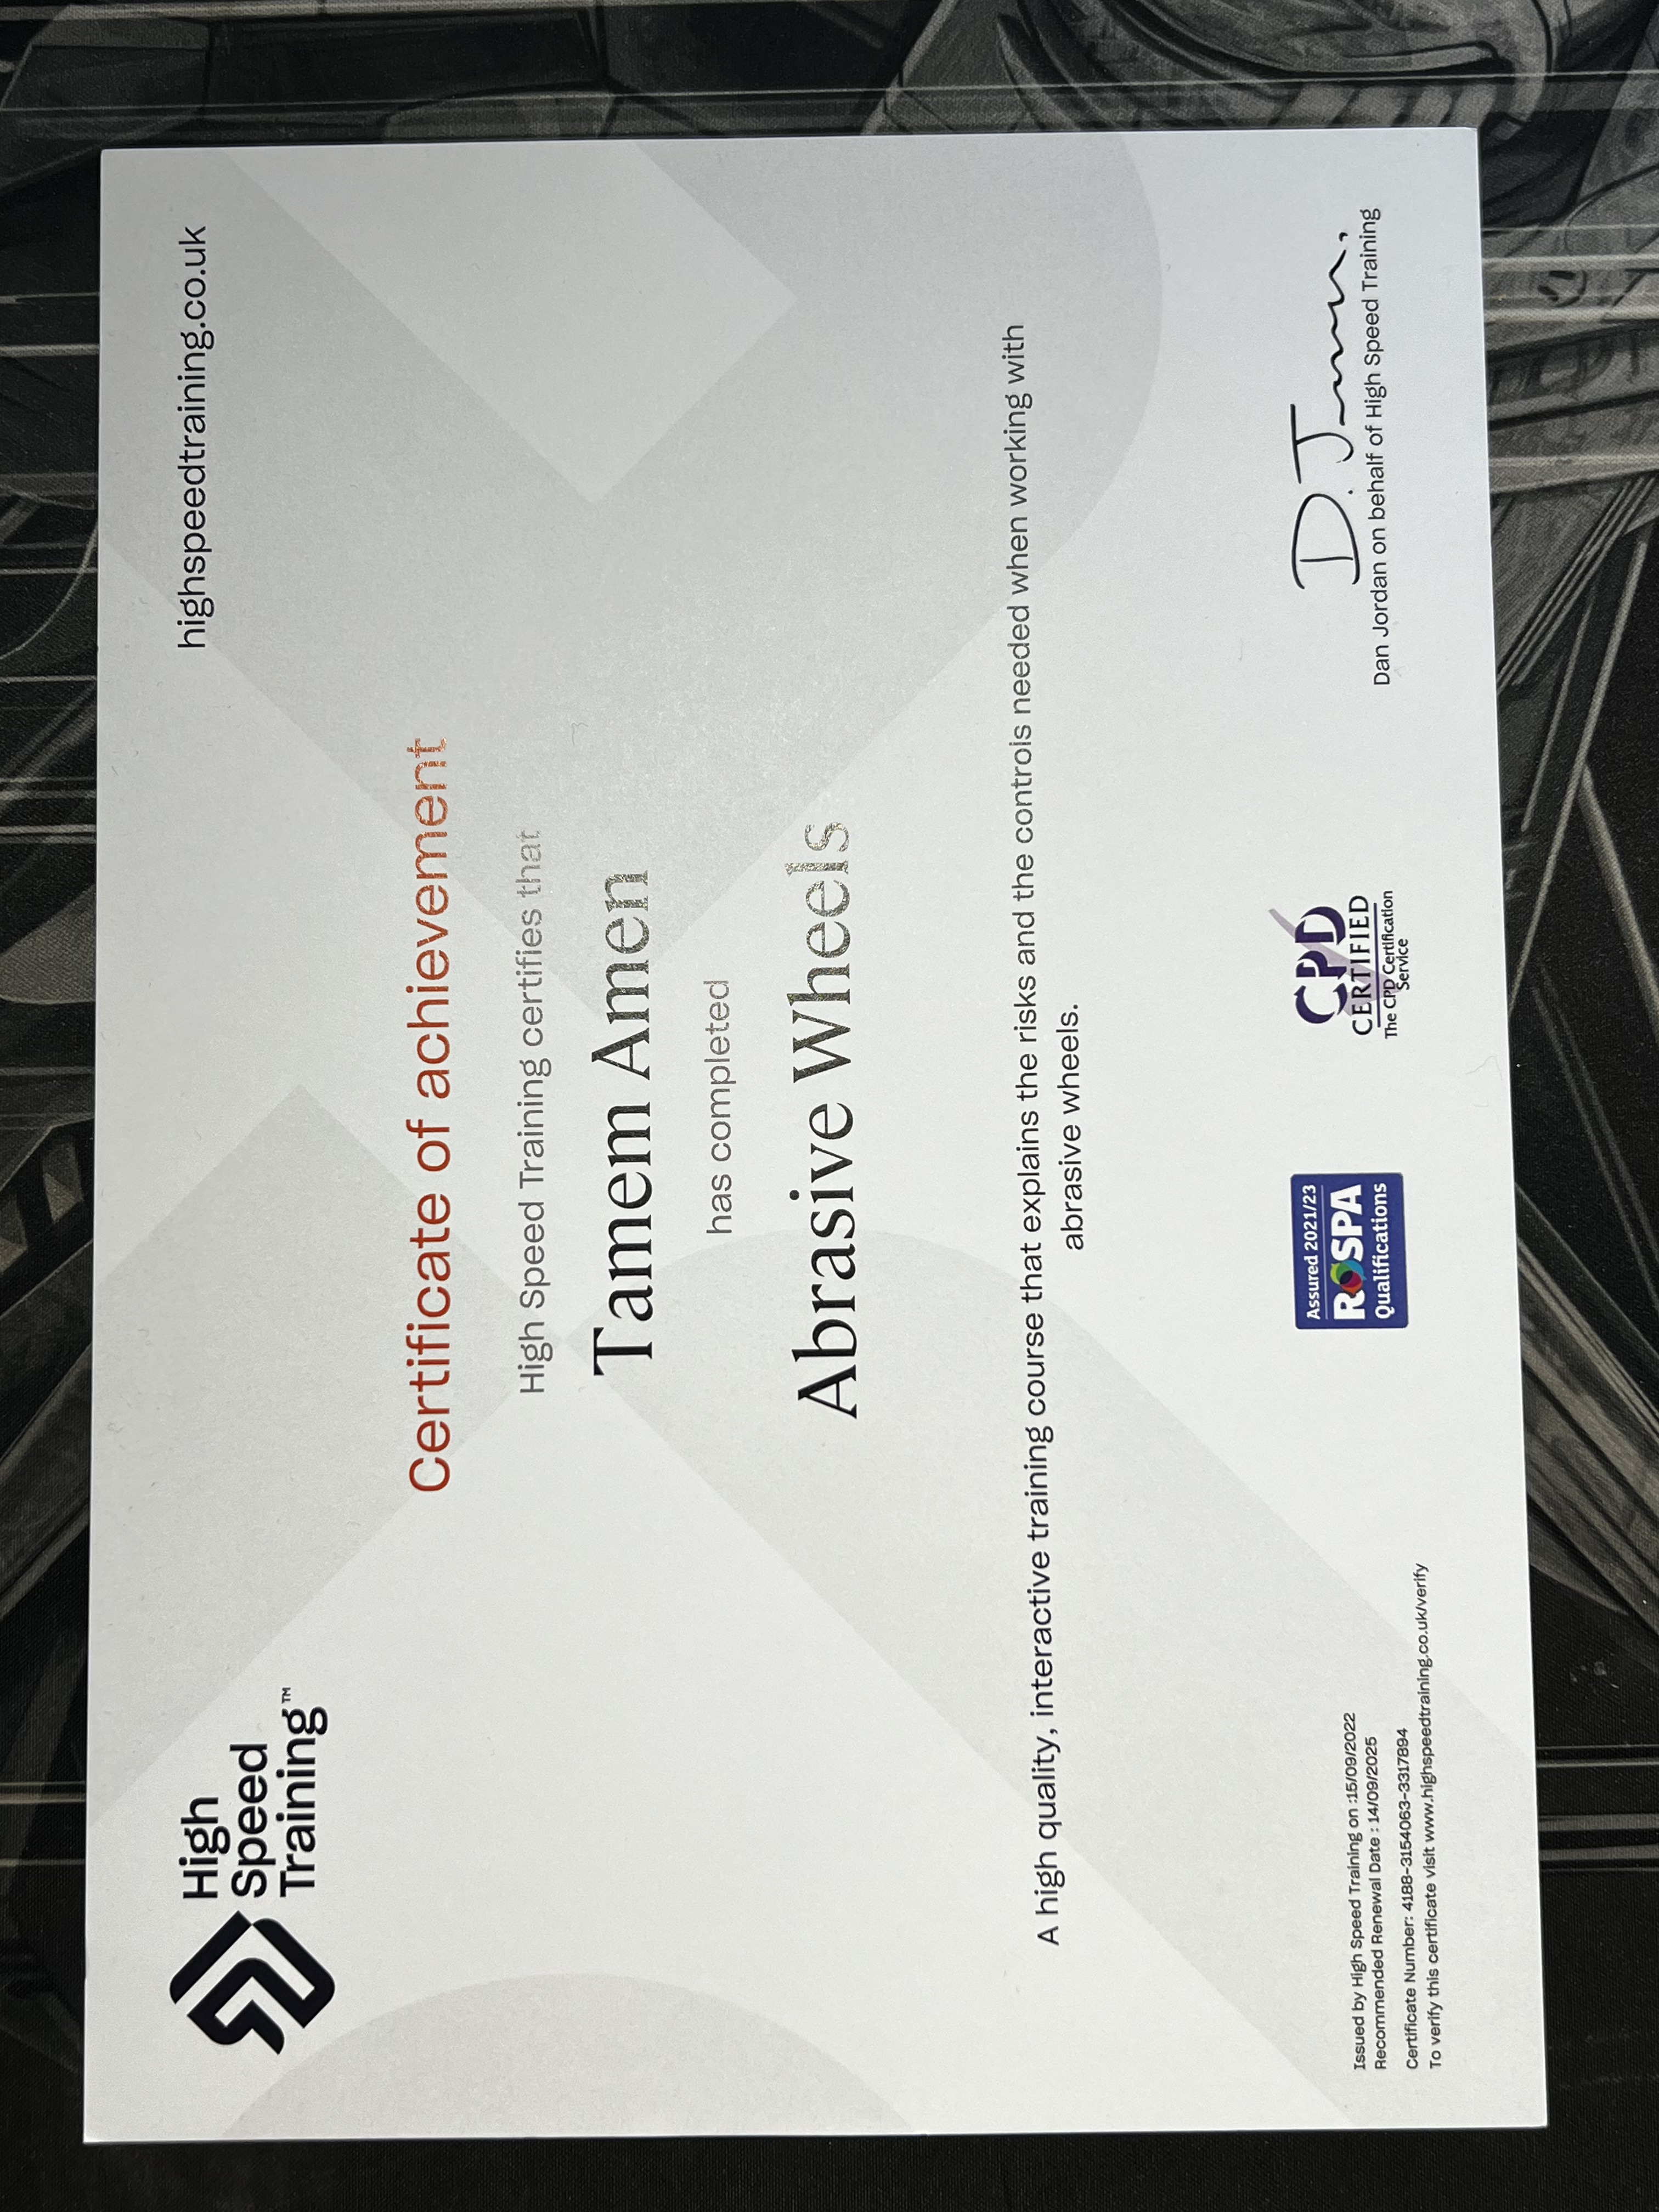 High
Speed
Training™
highspeedtraining.co.uk
Certificate of achievement
High Speed Training certifies that
Tamem Amen
has completed
Abrasive Wheels
A high quality, interactive training course that explains the risks and the controls needed when working with
abrasive wheels.
Issued by High Speed Training on :15/09/2022
Recommended Renewal Date : 14/09/2025
Certificate Number: 4188-3154063-3317894
To verify this certificate visit www.highspeedtraining.co.uk/verify
Assured 2021/23
RoSPA
Qualifications
CPD
CERTIFIED
The CPD Certification
Service
D. J
Dan Jordan on behalf of High Speed Training